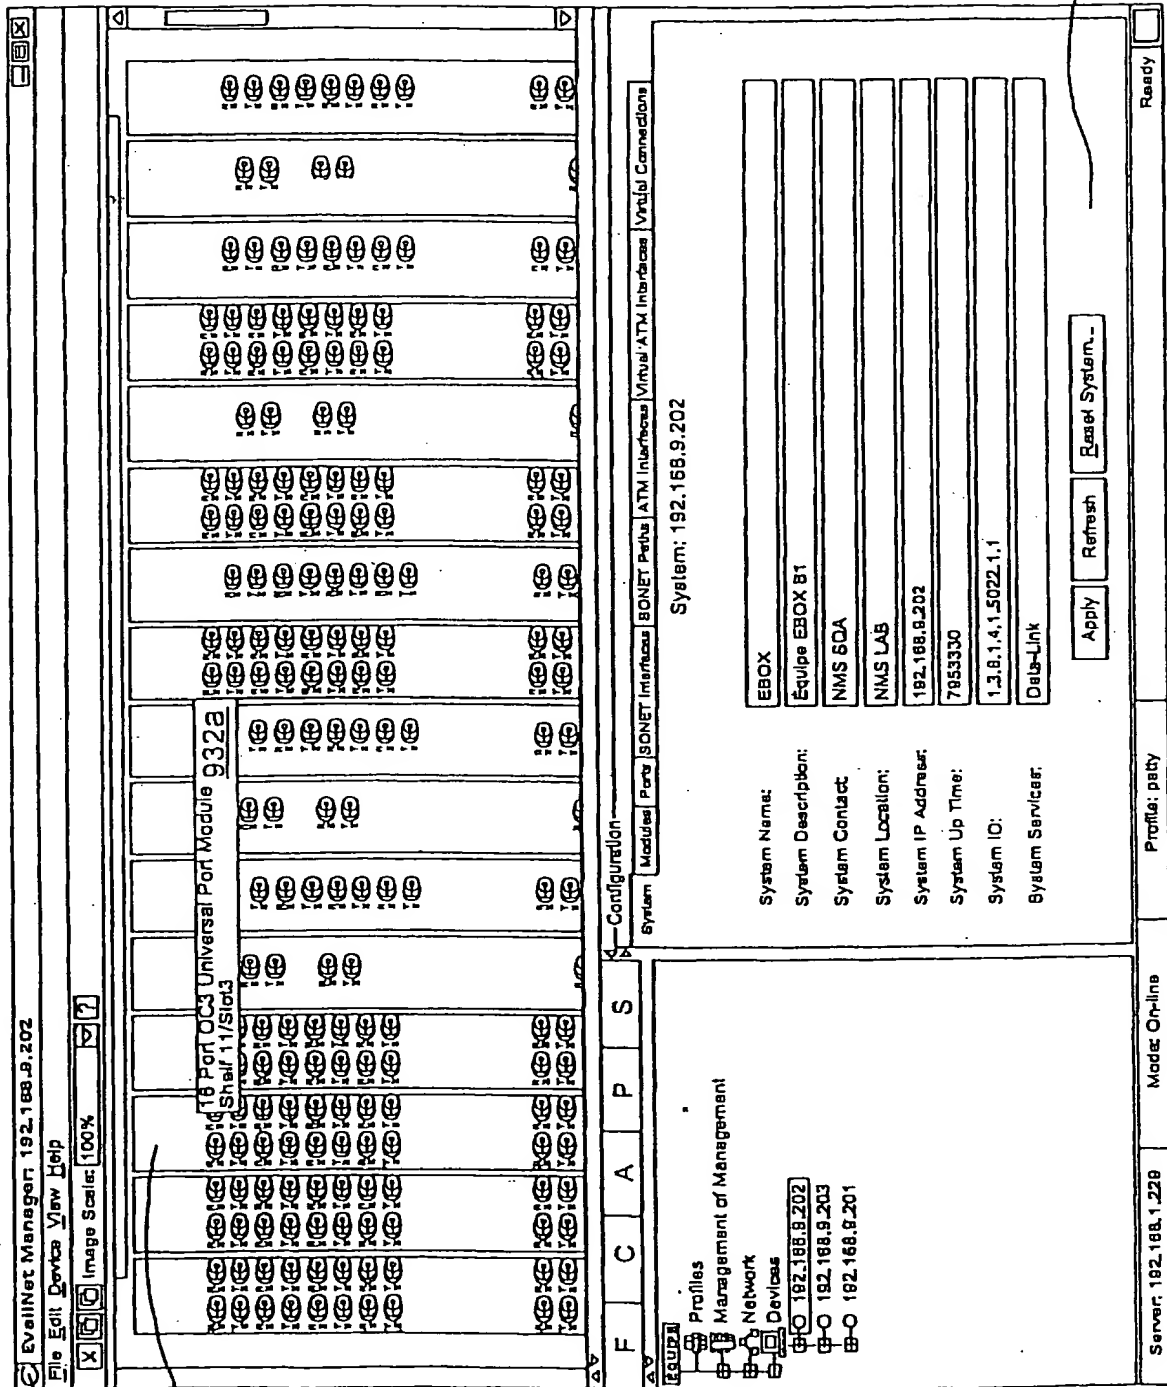 EvailNet Manager: 192.168.9.202
File Edit Device View Help
Image Scale: 100%
16 Port OC3 Universal Port Module 932a
Shelf 11/Slot3
F C A P S
Configuration
System Modules Ports SONET Interfaces SONET Paths ATM Interfaces Virtual ATM Interfaces Virtual Connections
EQUIPE
Profiles
Management of Management
Network
Devices
192.168.9.202
192.168.9.203
192.168.9.201
System: 192.168.9.202
System Name: EBOX
System Description: Equipe EBOX B1
System Contact NMS SQA
System Location: NMS LAB
System IP Address: 192.168.9.202
System Up Time: 7953330
System ID: 1.3.6.1.4.1.5022.1.1
System Services: Data-Link
Apply Refresh Reset System...
Server: 192.168.1.229 Mode: On-line Profile: patty Ready